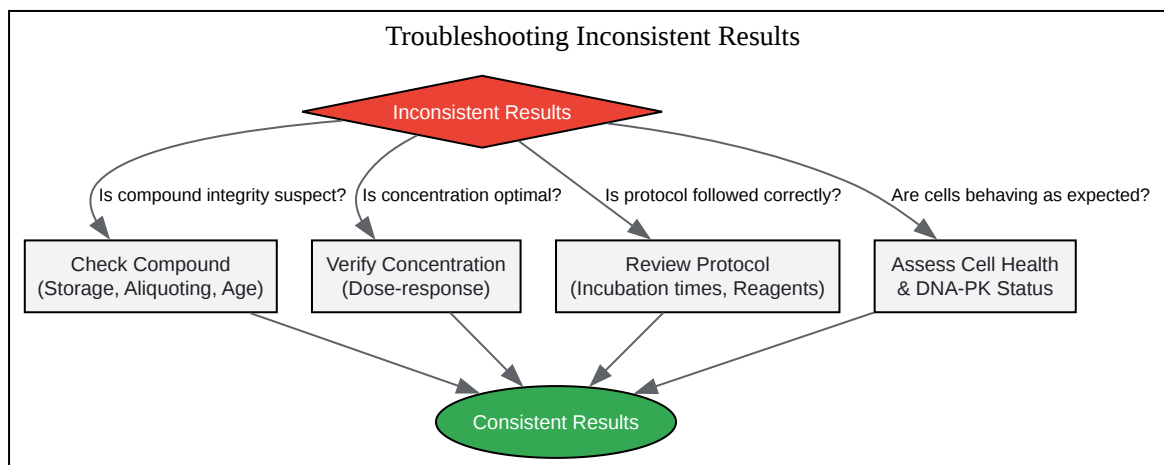 Troubleshooting Inconsistent Results
Inconsistent Results
Is compound integrity suspect?
Is concentration optimal?
Is protocol followed correctly?
Are cells behaving as expected?
Check Compound
(Storage, Aliquoting, Age)
Verify Concentration
(Dose-response)
Review Protocol
(Incubation times, Reagents)
Assess Cell Health
& DNA-PK Status
Consistent Results